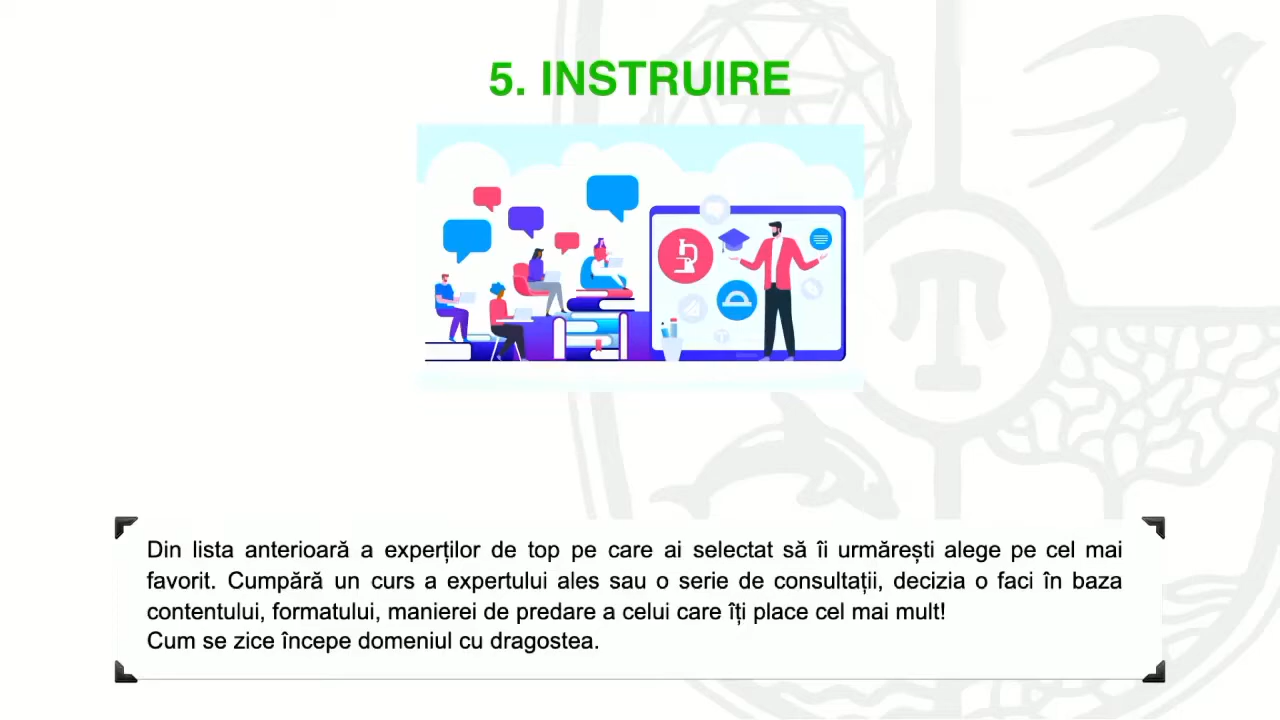 5. INSTRUIRE
Din lista anterioară a experților de top pe care ai selectat să îi urmărești alege pe cel mai
favorit. Cumpără un curs a expertului ales sau o serie de consultații, decizia o faci în baza
contentului, formatului, manierei de predare a celui care îți place cel mai mult!
Cum se zice începe domeniul cu dragostea.